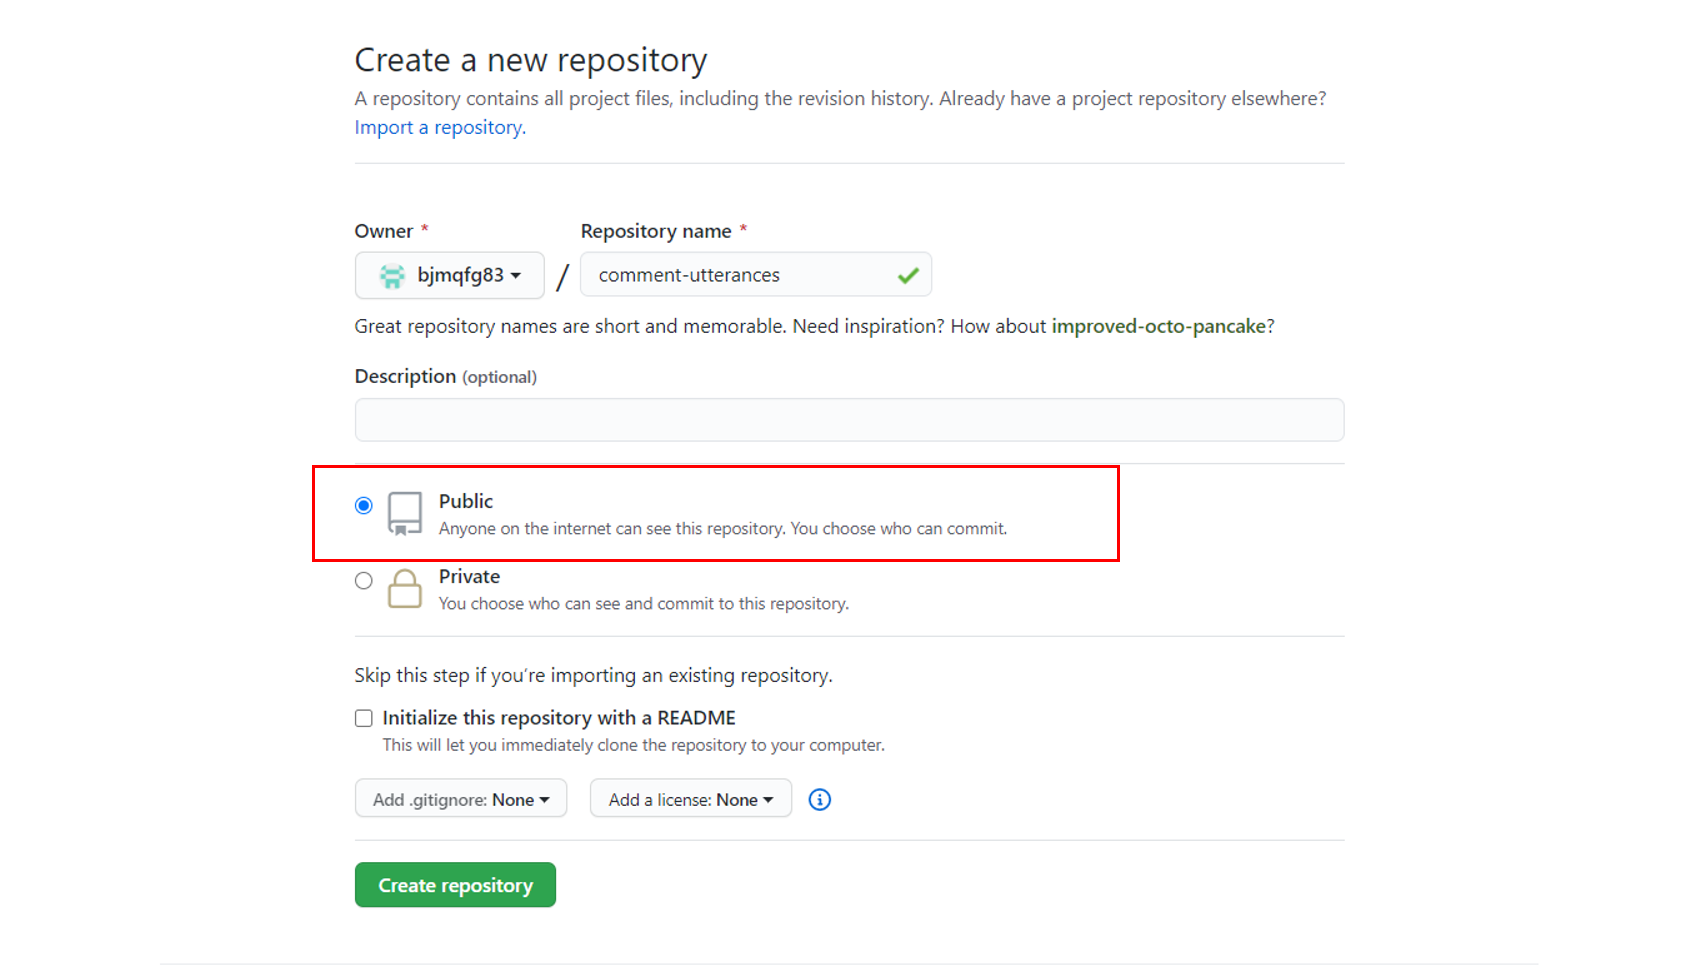 Create a new repository
A repository contains all project files, including the revision history. Already have a project repository elsewhere?
Import a repository.
Owner * Repository name *
bjmqfg83 / comment-utterances
Great repository names are short and memorable. Need inspiration? How about improved-octo-pancake?
Description (optional)
Public
Anyone on the internet can see this repository. You choose who can commit.
Private
You choose who can see and commit to this repository.
Skip this step if you’re importing an existing repository.
Initialize this repository with a README
This will let you immediately clone the repository to your computer.
Add .gitignore: None Add a license: None
Create repository